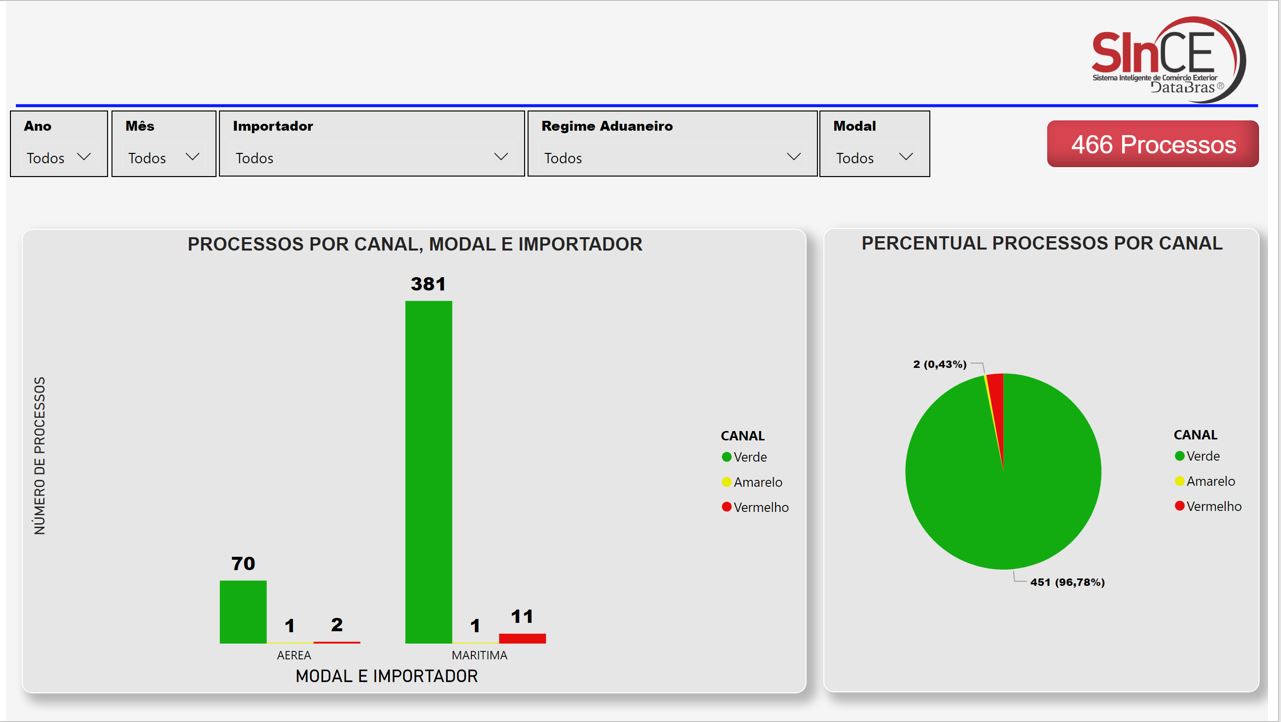 SInCE
Sistema Inteligente de Comércio Exterior
DataBras®
Ano
Todos
Mês
Todos
Importador
Todos
Regime Aduaneiro
Todos
Modal
Todos
466 Processos
PROCESSOS POR CANAL, MODAL E IMPORTADOR
NÚMERO DE PROCESSOS
381
70
1
2
1
11
AEREA
MARITIMA
MODAL E IMPORTADOR
CANAL
Verde
Amarelo
Vermelho
PERCENTUAL PROCESSOS POR CANAL
2 (0,43%)
451 (96,78%)
CANAL
Verde
Amarelo
Vermelho